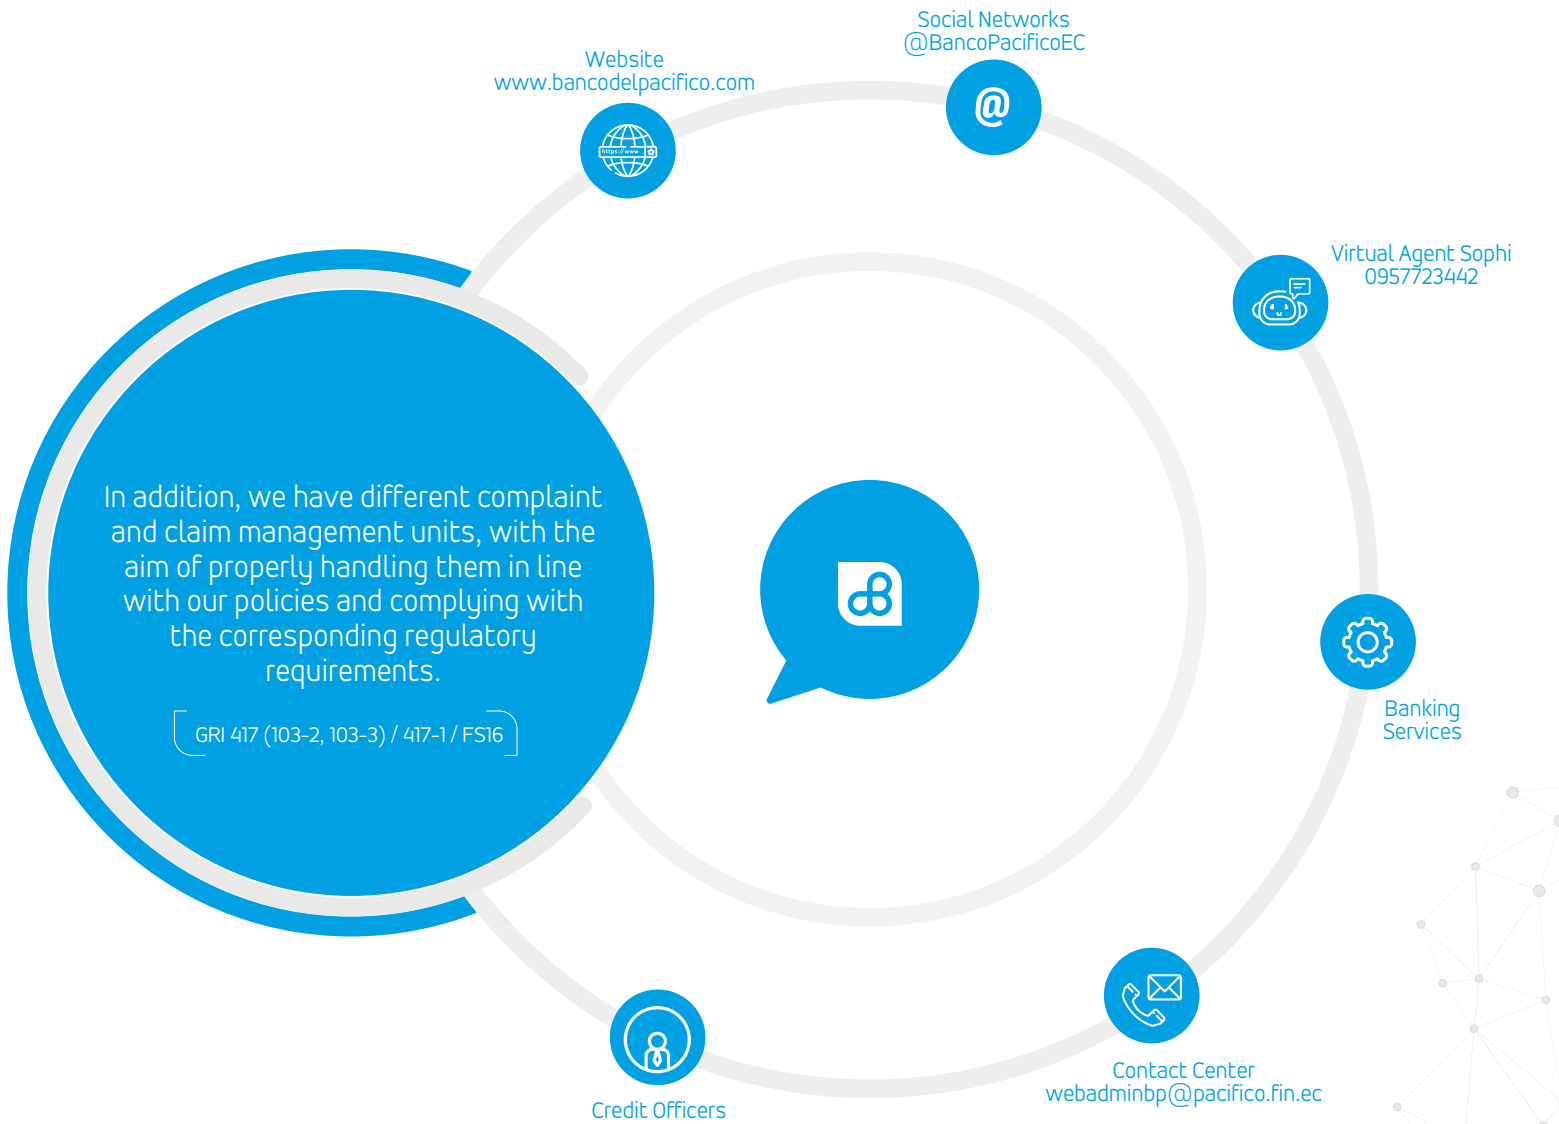 Social Networks
@BancoPacificoEC
Website
www.bancodelpacifico.com
@
https://www
Virtual Agent Sophi
0957723442
In addition, we have different complaint
and claim management units, with the
aim of properly handling them in line
with our policies and complying with
the corresponding regulatory
requirements.
GRI 417 (103-2, 103-3) / 417-1 / FS16
Banking
Services
Contact Center
webadminbp@pacifico.fin.ec
Credit Officers